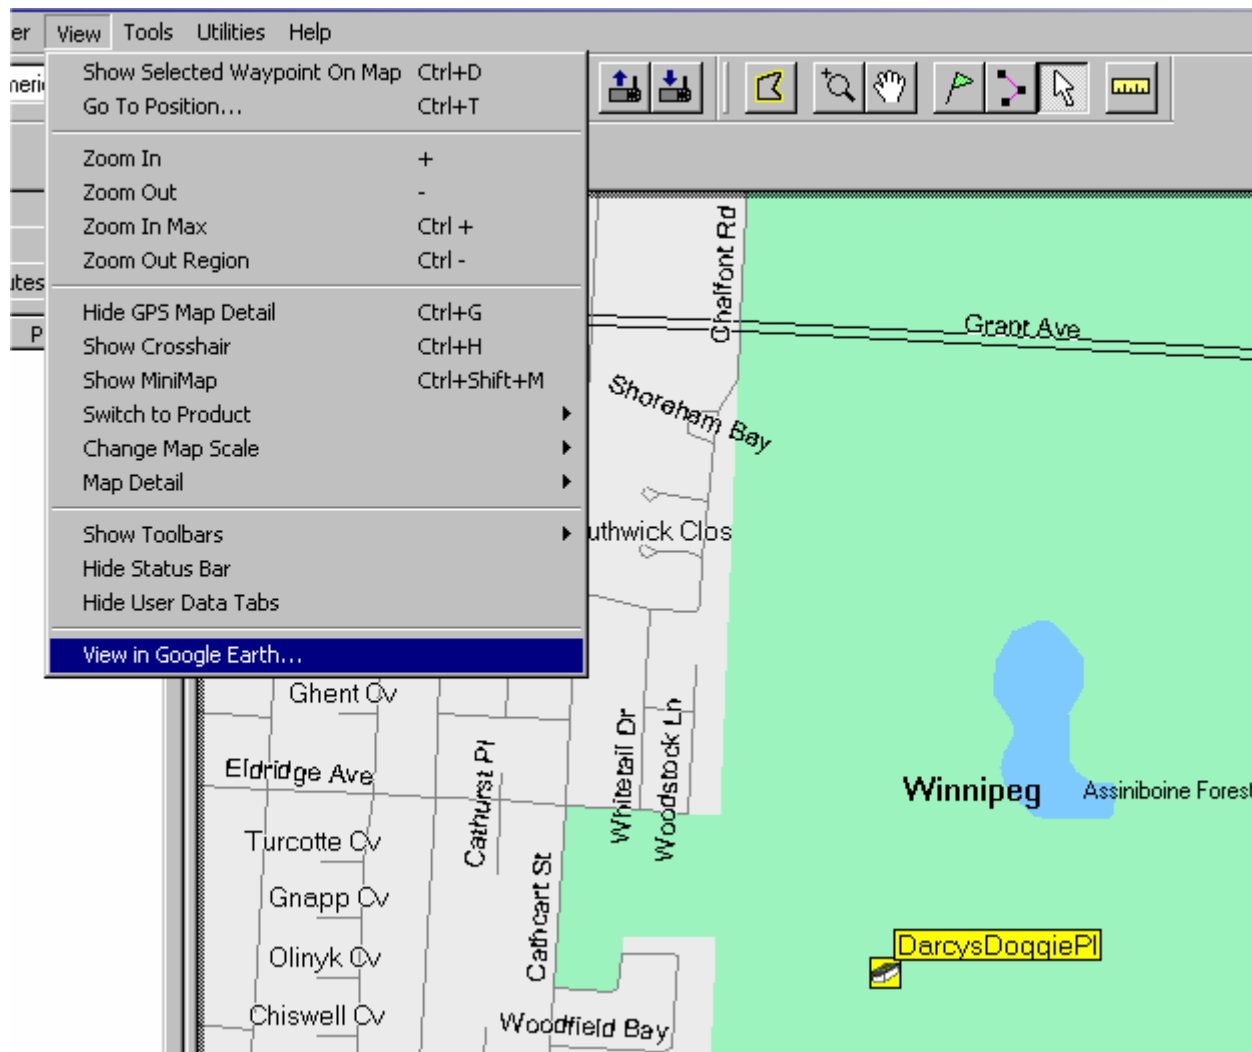 er View Tools Utilities Help
neri
Show Selected Waypoint On Map Ctrl+D
Go To Position... Ctrl+T
Zoom In +
Zoom Out -
Zoom In Max Ctrl +
Zoom Out Region Ctrl -
utes
Hide GPS Map Detail Ctrl+G
P
Show Crosshair Ctrl+H
Show MiniMap Ctrl+Shift+M
Switch to Product
Change Map Scale
Map Detail
Show Toolbars
Hide Status Bar
Hide User Data Tabs
View in Google Earth...
Chalfont Rd
Grant Ave
Shoreham Bay
uthwick Clos
Ghent Cv
Eldridge Ave
Cathurst Pl
Whitetail Dr
Woodstock Ln
Winnipeg
Assiniboine Forest
Turcotte Cv
Gnapp Cv
Cathcart St
DarcysDoggiePl
Olinyk Cv
Chiswell Cv
Woodfield Bay